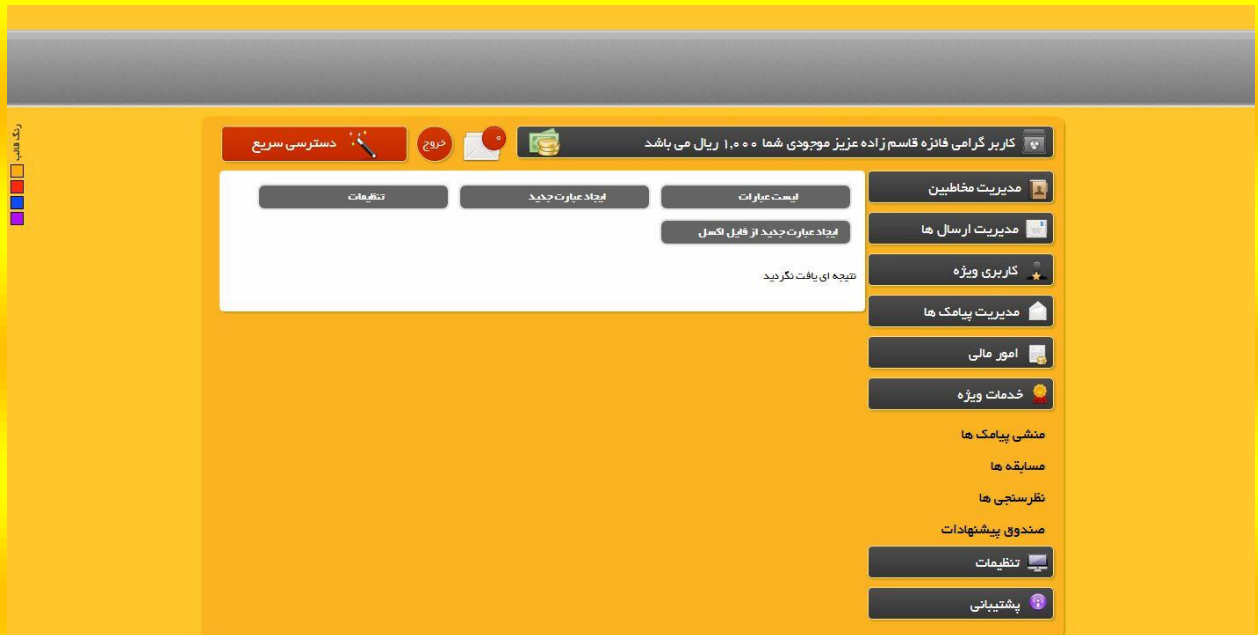 رنگ قالب
کاربر گرامی فائزه قاسم زاده عزیز موجودی شما ۱,۰۰۰ ریال می باشد
۰
خروج
دسترسی سریع
مدیریت مخاطبین
مدیریت ارسال ها
کاربری ویژه
مدیریت پیامک ها
امور مالی
خدمات ویژه
منشی پیامک ها
مسابقه ها
نظرسنجی ها
صندوق پیشنهادات
تنظیمات
پشتیبانی
لیست عبارات
ایجاد عبارت جدید
تنظیمات
ایجاد عبارت جدید از فایل اکسل
نتیجه ای یافت نگردید